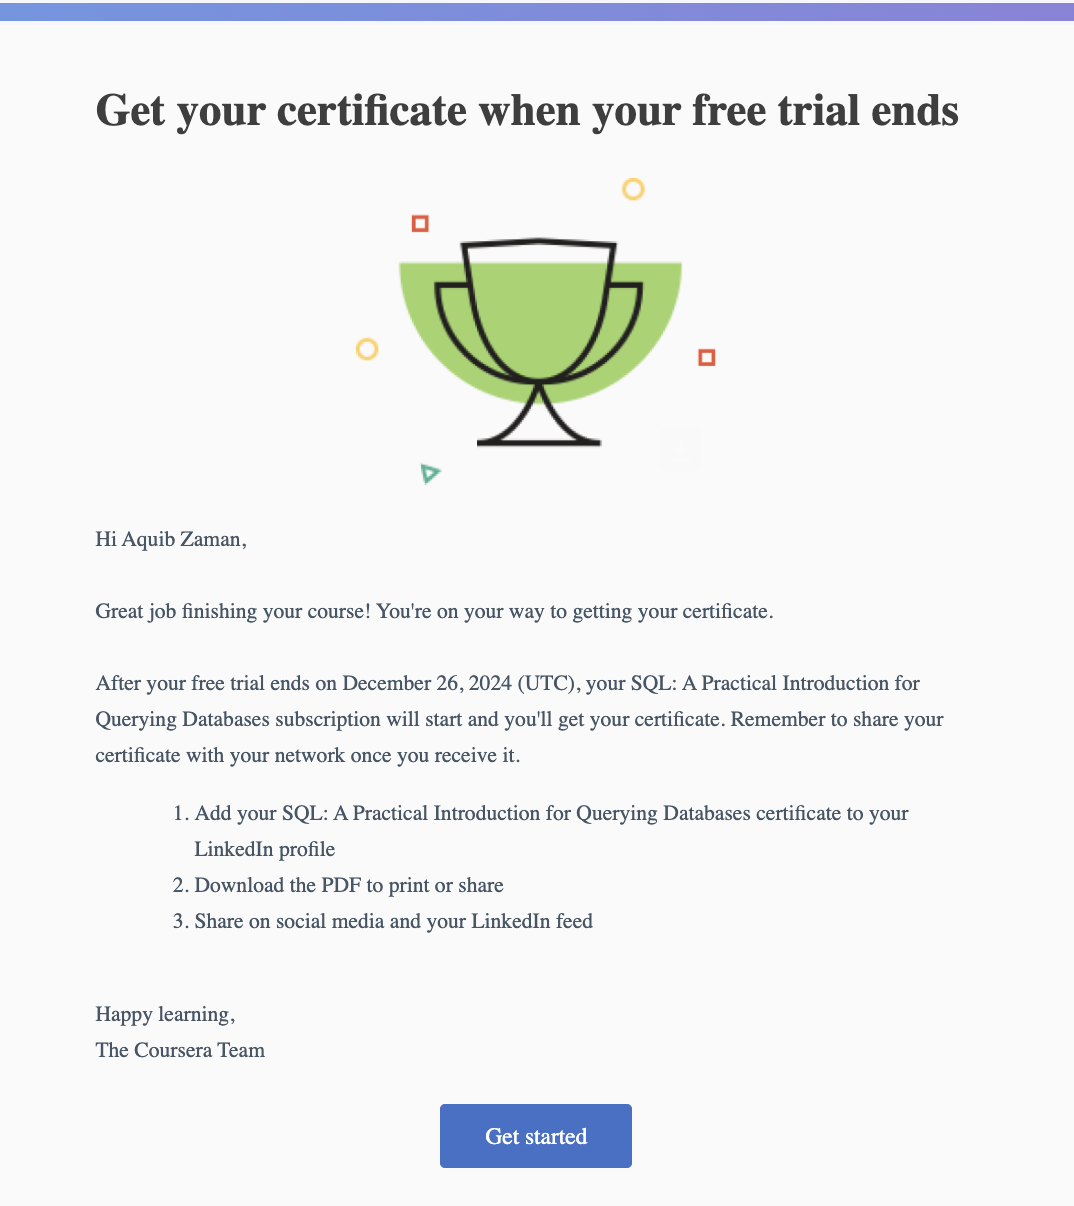 Get your certificate when your free trial ends
Hi Aquib Zaman,
Great job finishing your course! You're on your way to getting your certificate.
After your free trial ends on December 26, 2024 (UTC), your SQL: A Practical Introduction for
Querying Databases subscription will start and you'll get your certificate. Remember to share your
certificate with your network once you receive it.
1. Add your SQL: A Practical Introduction for Querying Databases certificate to your
LinkedIn profile
2. Download the PDF to print or share
3. Share on social media and your LinkedIn feed
Happy learning,
The Coursera Team
Get started